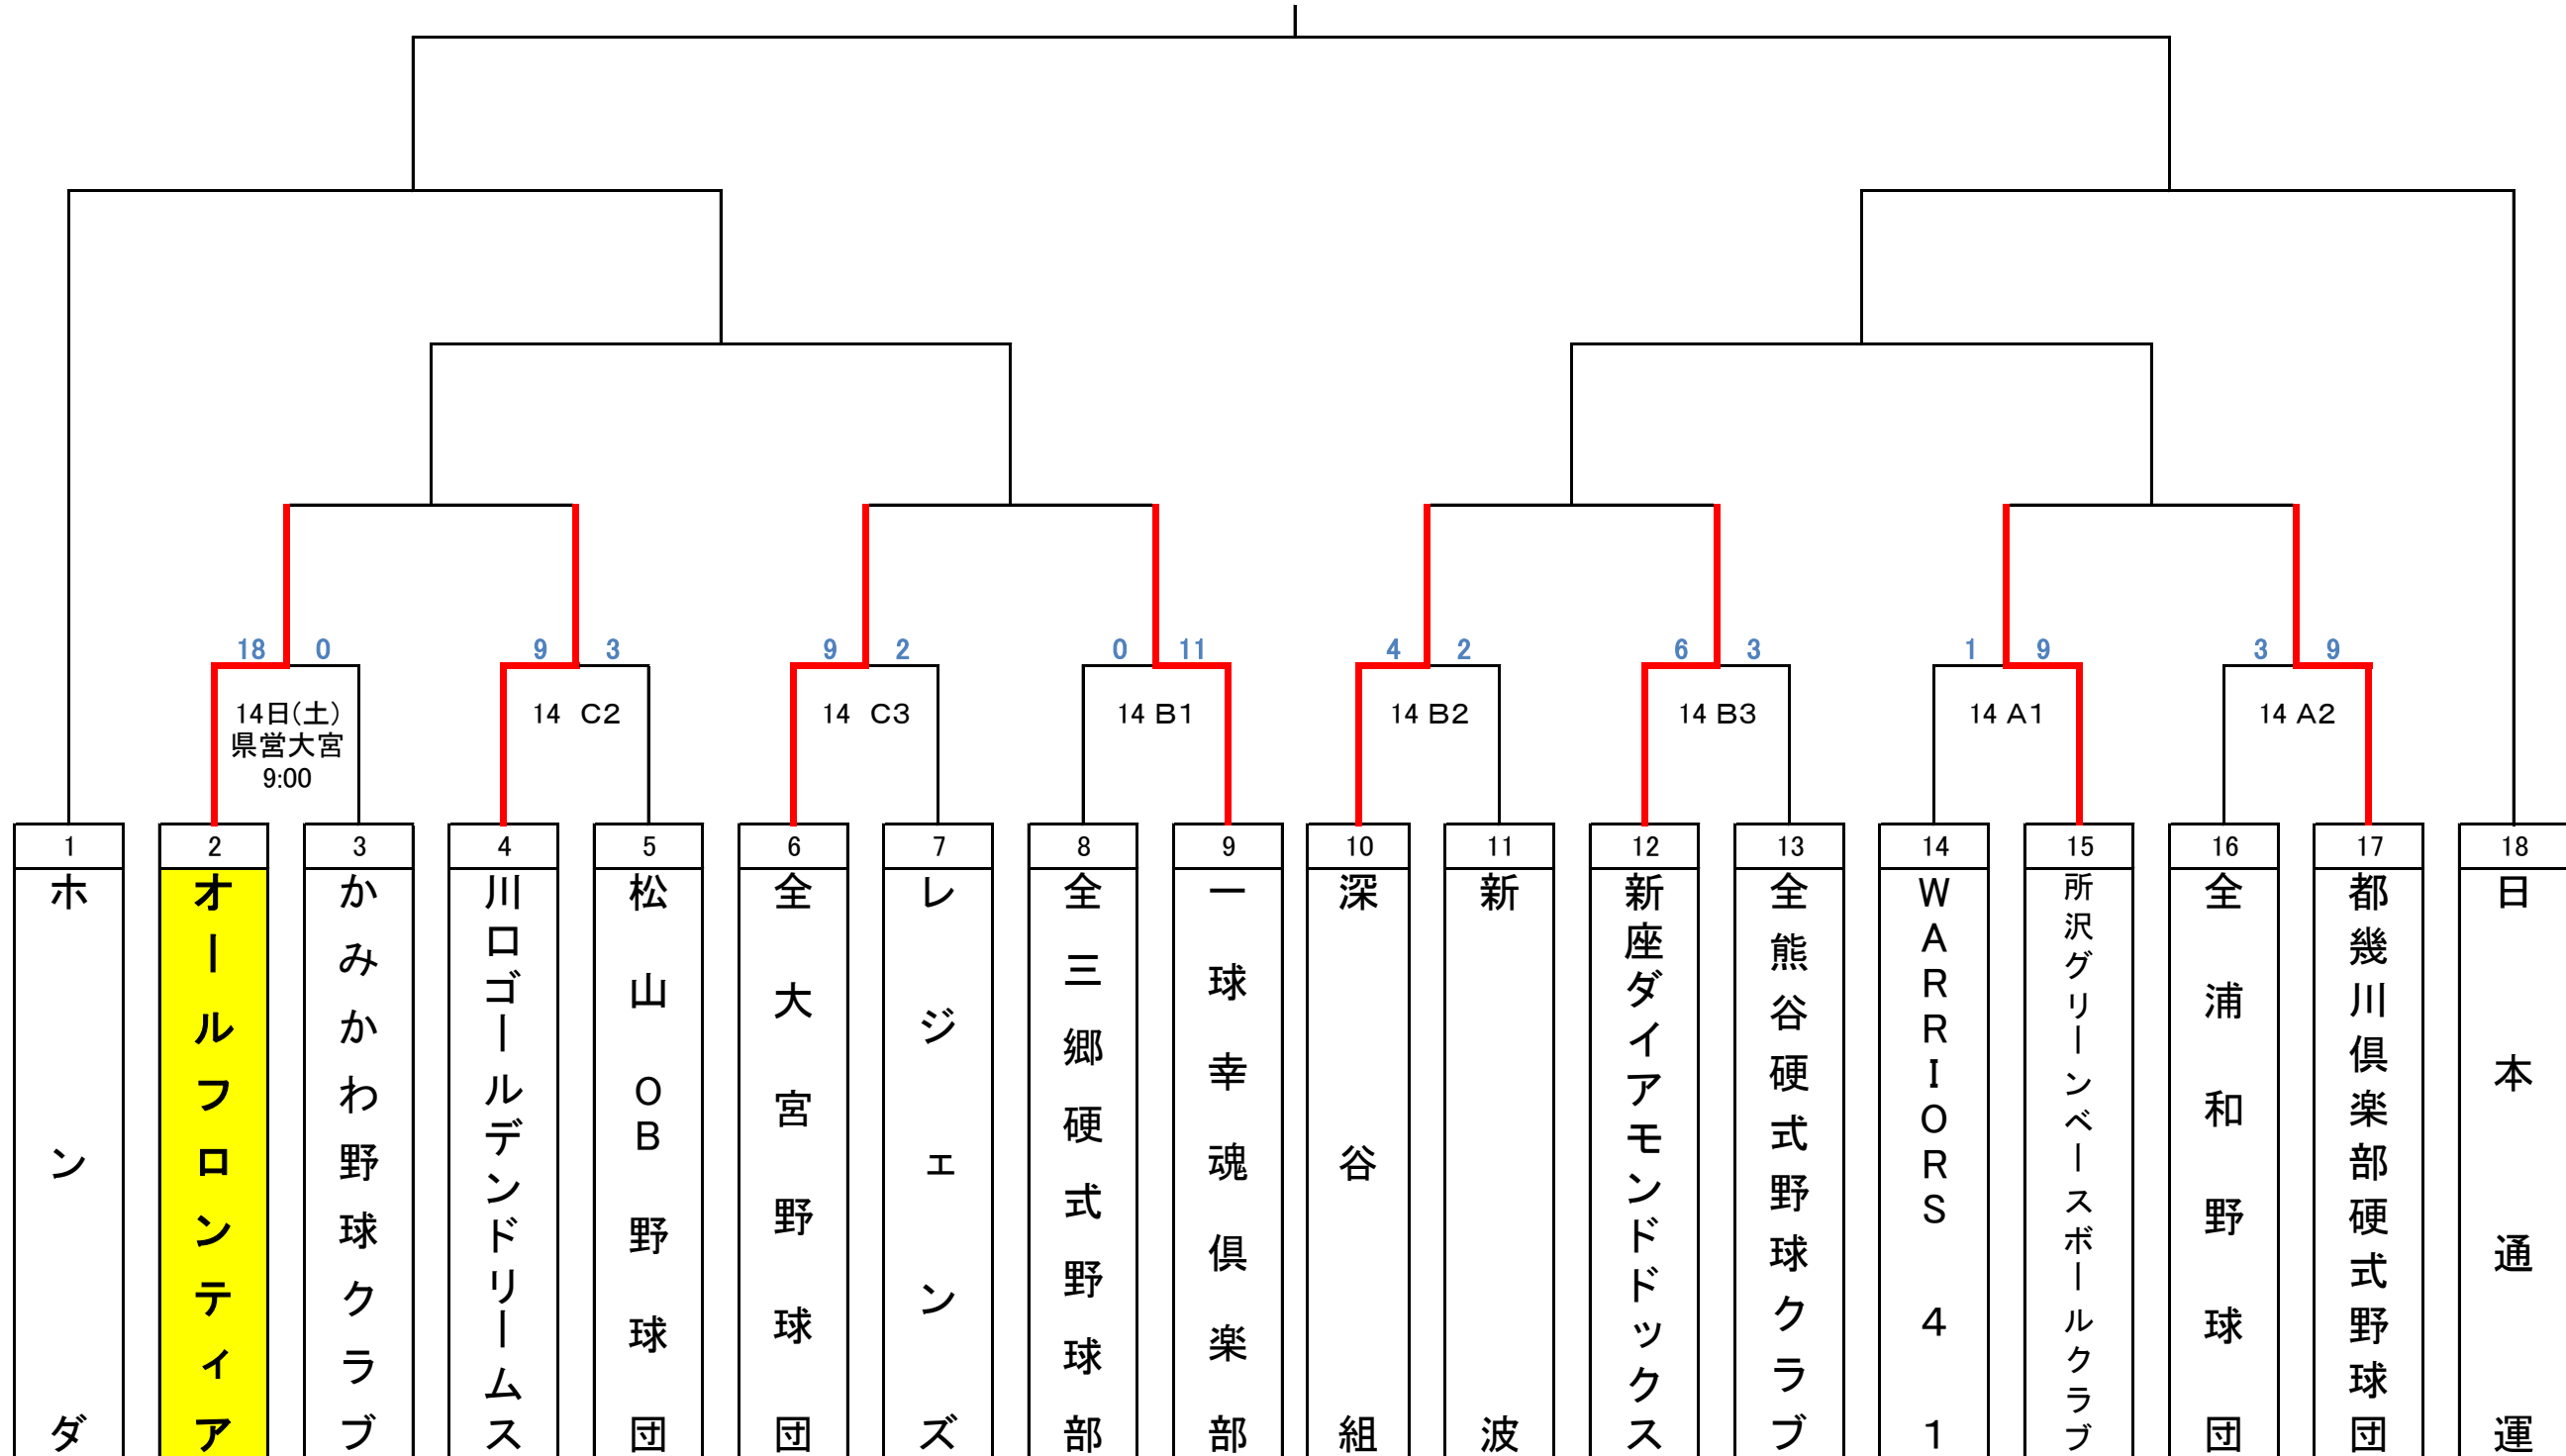 18 0
9 3
9 2
0 11
4 2
6 3
1 9
3 9
14日(土)
県営大宮
9:00
14 C2
14 C3
14 B1
14 B2
14 B3
14 A1
14 A2
1
ホンダ
2
オールフロンティア
3
かみかわ野球クラブ
4
川口ゴールデンドリームス
5
松山OB野球団
6
全大宮野球団
7
レジェンズ
8
全三郷硬式野球部
9
一球幸魂倶楽部
10
深谷組
11
新波
12
新座ダイアモンドドックス
13
全熊谷硬式野球クラブ
14
WARRIORS 41
15
所沢グリーンベースボールクラブ
16
全浦和野球団
17
都幾川倶楽部硬式野球団
18
日本通運